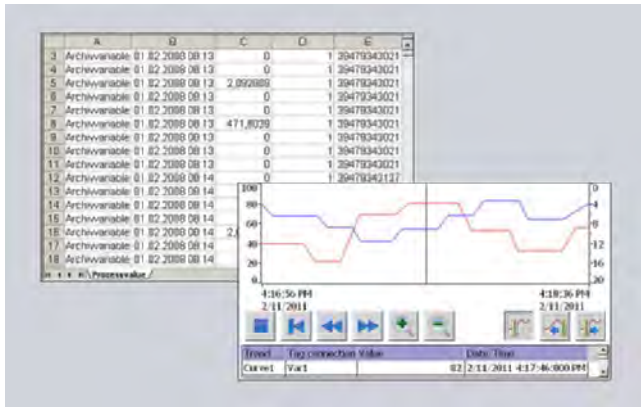 A B C D E
3 Archivvariable 01.02.2008 08:13 0 1 39479343021
4 Archivvariable 01.02.2008 08:13 0 1 39479343021
5 Archivvariable 01.02.2008 08:13 1 39479343021
6 Archivvariable 01.02.2008 08:13 0 1 39479343021
7 Archivvariable 01.02.2008 08:13 0 1 39479343021
8 Archivvariable 01.02.2008 08:13 1 39479343021
9 Archivvariable 01.02.2008 08:13 0 1 39479343021
10 Archivvariable 01.02.2008 08:13 0 1 39479343021
11 Archivvariable 01.02.2008 08:13 0 1 39479343021
12 Archivvariable 01.02.2008 08:14 0
13 Archivvariable 01.02.2008 08:14
14 Archivvariable 01.02.2008 08:14
15 Archivvariable 01.02.2008 08:14
16 Archivvariable 01.02.2008 08:14
17 Archivvariable 01.02.2008 08:14
18 Archivvariable 01.02.2008 08:14
Processvalue
100 0
80 -4
60 -8
40 -12
20 -16
0 20
4:16:56 PM 4:18:36 PM
2/11/2011 2/11/2011
Trend Tag connection Value Date/Time
Curve1 Var1 82 2/11/2011 4:17:46:000 PM